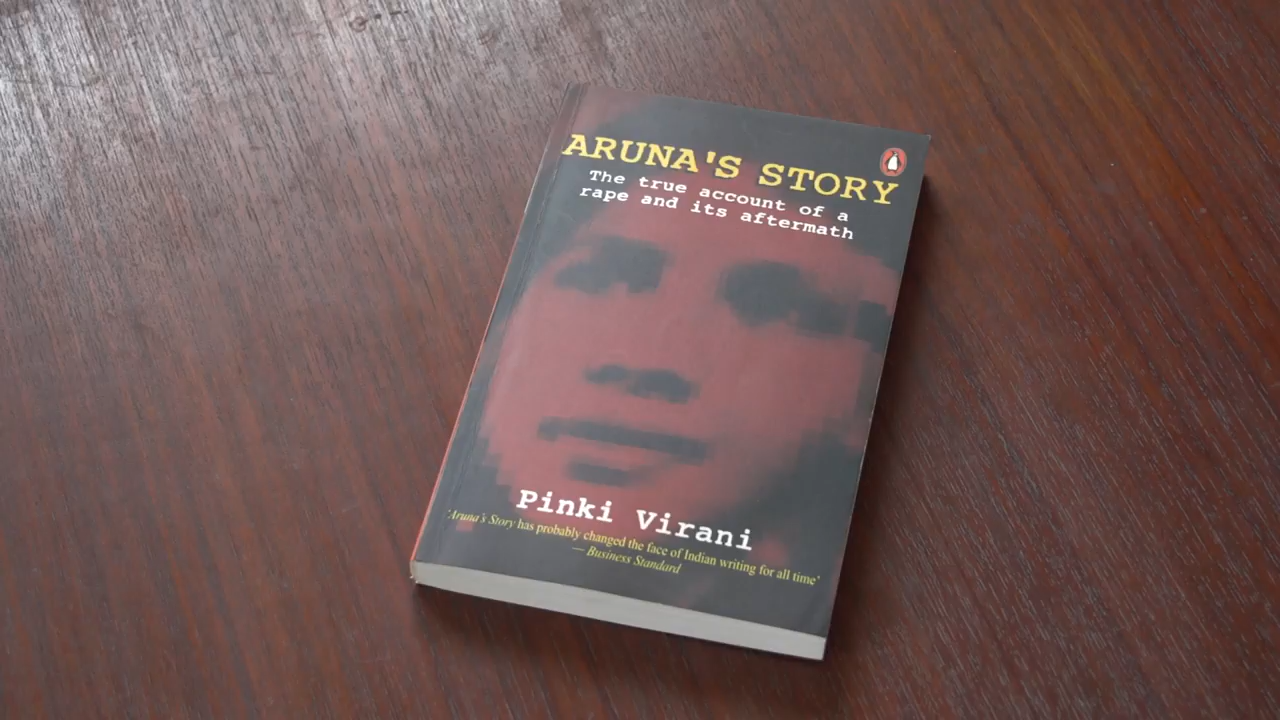 ARUNA'S STORY
The true account of a
rape and its aftermath
Pinki Virani
'Aruna's Story has probably changed the face of Indian writing for all time'
— Business Standard